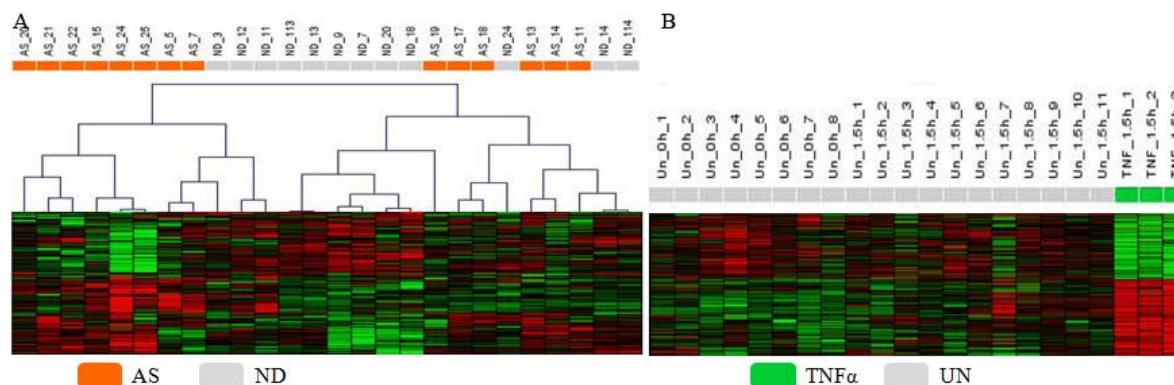 A
AS_20 AS_21 AS_22 AS_15 AS_24 AS_25 AS_5 AS_7 ND_3 ND_12 ND_11 ND_113 ND_13 ND_9 ND_7 ND_20 ND_18 AS_19 AS_17 AS_18 ND_24 AS_13 AS_14 AS_11 ND_14 ND_114
AS ND
B
Un_0h_1 Un_0h_2 Un_0h_3 Un_0h_4 Un_0h_5 Un_0h_6 Un_0h_7 Un_0h_8 Un_1.5h_1 Un_1.5h_2 Un_1.5h_3 Un_1.5h_4 Un_1.5h_5 Un_1.5h_6 Un_1.5h_7 Un_1.5h_8 Un_1.5h_9 Un_1.5h_10 Un_1.5h_11 TNF_1.5h_1 TNF_1.5h_2
TNFα UN